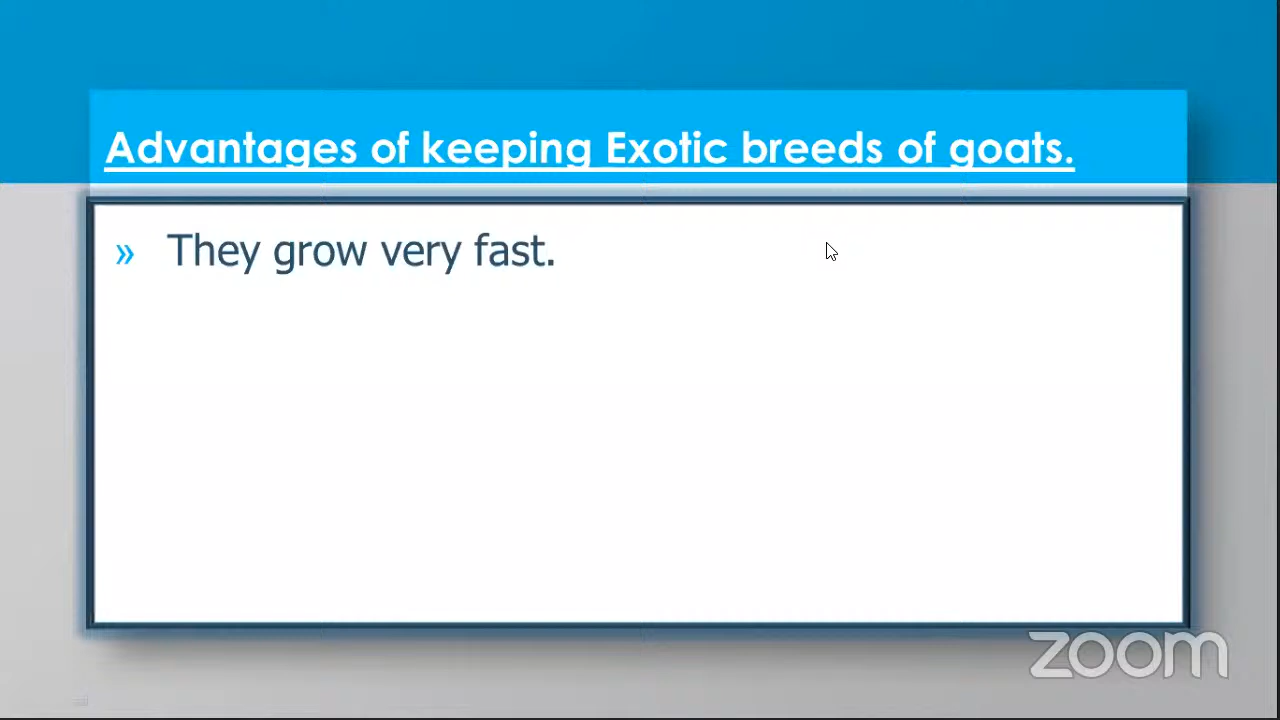 Advantages of keeping Exotic breeds of goats.
» They grow very fast.
zoom